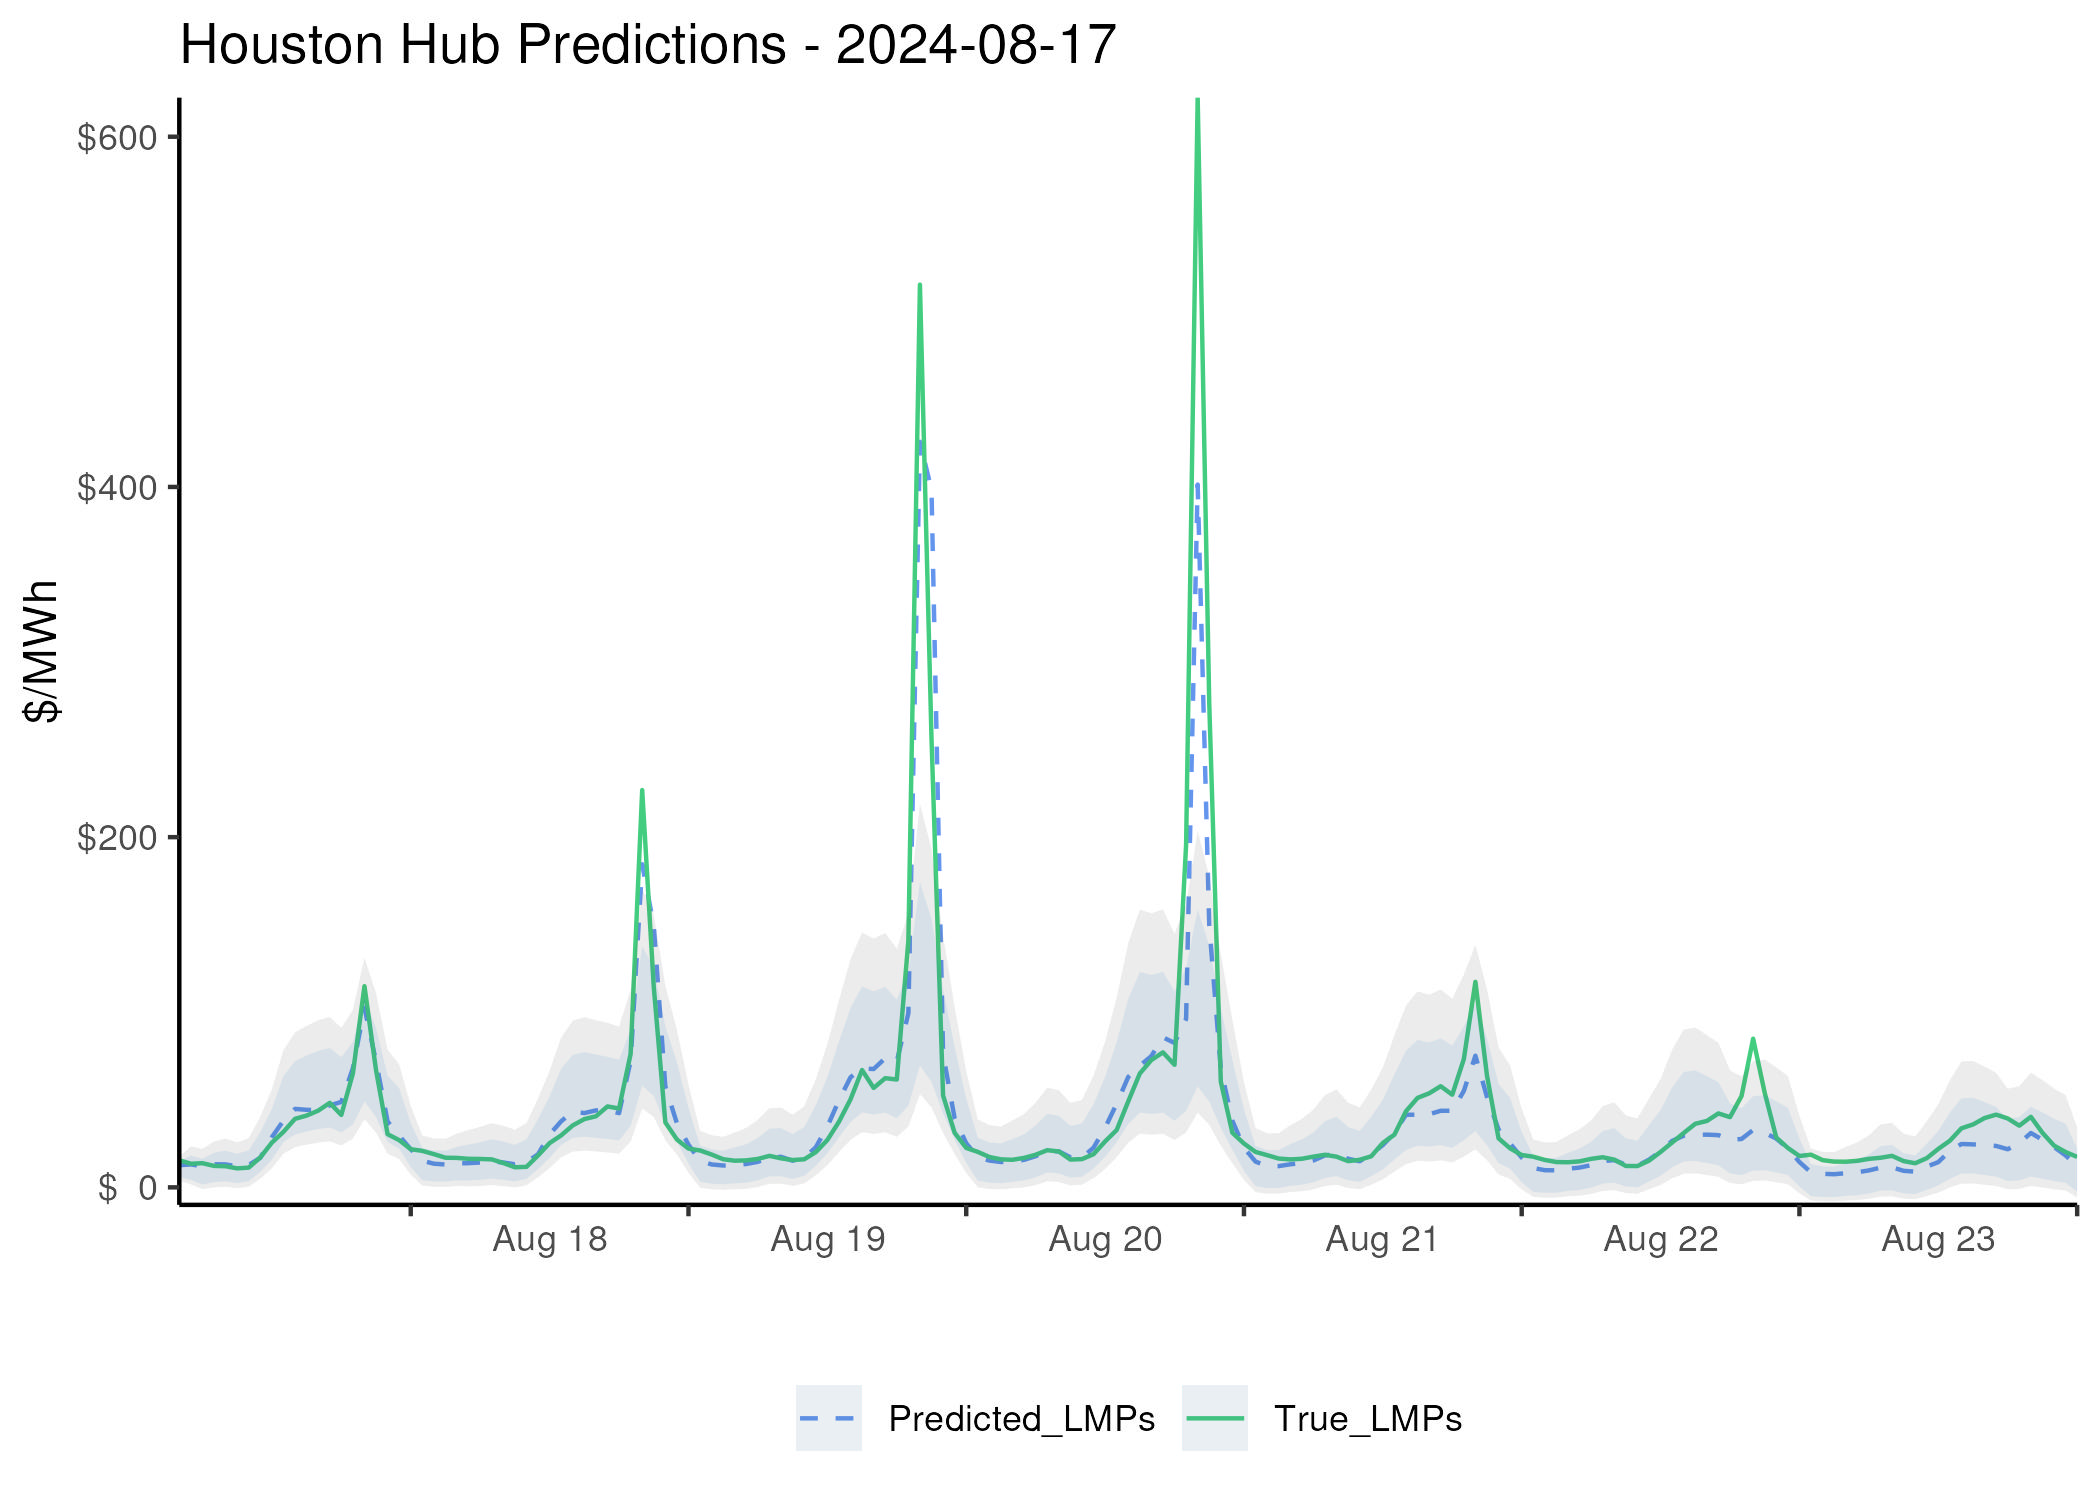 Houston Hub Predictions - 2024-08-17
$/MWh
$600
$400
$200
$ 0
Aug 18
Aug 19
Aug 20
Aug 21
Aug 22
Aug 23
Predicted_LMPs
True_LMPs